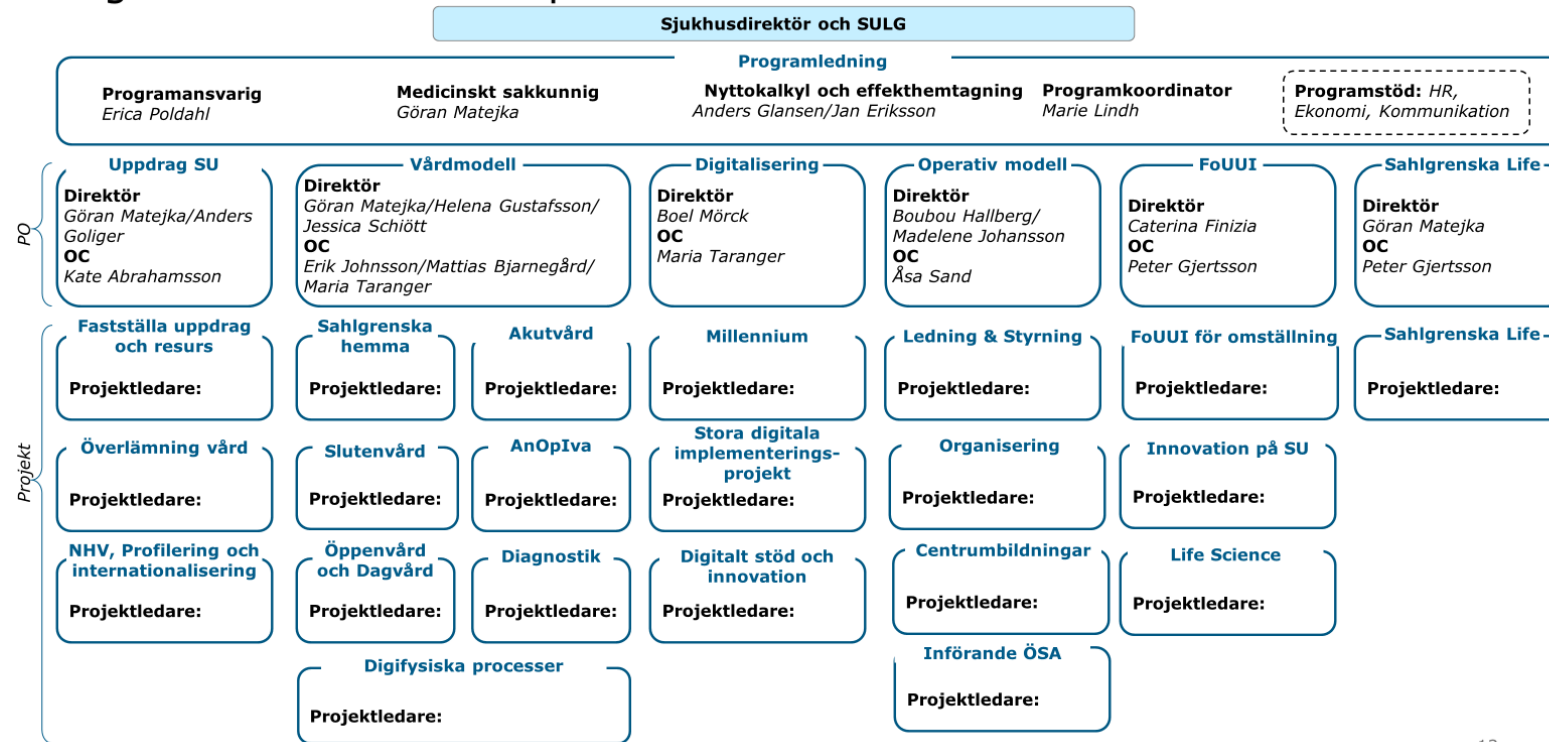 Sjukhusdirektör och SULG
Programledning
Programansvarig
Erica Poldahl
Medicinskt sakkunnig
Göran Matejka
Nyttokalkyl och effekthemtagning
Anders Glansen/Jan Eriksson
Programkoordinator
Marie Lindh
Programstöd: HR,
Ekonomi, Kommunikation
PO
Uppdrag SU
Direktör
Göran Matejka/Anders
Goliger
OC
Kate Abrahamsson
Vårdmodell
Direktör
Göran Matejka/Helena Gustafsson/
Jessica Schiött
OC
Erik Johnsson/Mattias Bjarnegård/
Maria Taranger
Digitalisering
Direktör
Boel Mörck
OC
Maria Taranger
Operativ modell
Direktör
Boubou Hallberg/
Madelene Johansson
OC
Åsa Sand
FoUUI
Direktör
Caterina Finizia
OC
Peter Gjertsson
Sahlgrenska Life
Direktör
Göran Matejka
OC
Peter Gjertsson
Projekt
Fastställa uppdrag
och resurs
Projektledare:
Sahlgrenska
hemma
Projektledare:
Akutvård
Projektledare:
Millennium
Projektledare:
Ledning & Styrning
Projektledare:
FoUUI för omställning
Projektledare:
Sahlgrenska Life
Projektledare:
Överlämning vård
Projektledare:
Slutenvård
Projektledare:
AnOpIva
Projektledare:
Stora digitala
implementerings-
projekt
Projektledare:
Organisering
Projektledare:
Innovation på SU
Projektledare:
NHV, Profilering och
internationalisering
Projektledare:
Öppenvård
och Dagvård
Projektledare:
Diagnostik
Projektledare:
Digitalt stöd och
innovation
Projektledare:
Centrumbildningar
Projektledare:
Life Science
Projektledare:
Digifysiska processer
Projektledare:
Införande ÖSA
Projektledare: